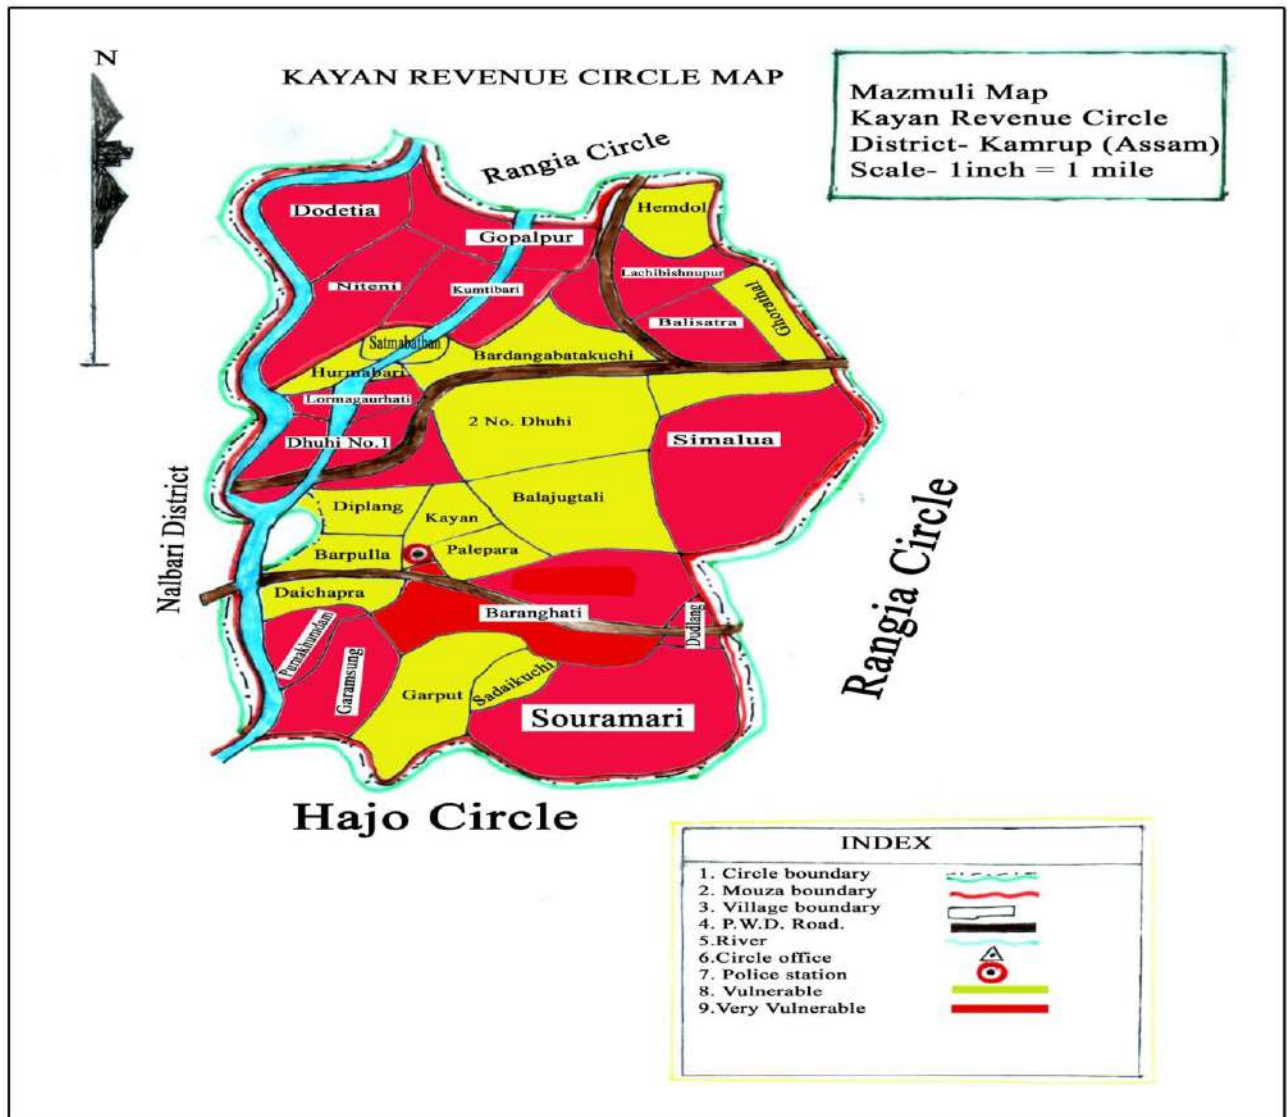 N
KAYAN REVENUE CIRCLE MAP
Mazmuli Map
Kayan Revenue Circle
District- Kamrup (Assam)
Scale- 1inch = 1 mile
Rangia Circle
Hemdol
Dodetia
Gopalpur
Lachibishnupur
Niteni
Kumtibari
Ghorathal
Balisatra
Satmabathan
Bardangabatakuchi
Hurmabari
Lormagaurhati
2 No. Dhuhi
Dhuhi No.1
Simalua
Nalbari District
Diplang
Balajugtali
Kayan
Barpulla
Palepara
Rangia Circle
Daichapra
Baranghati
Dudlang
Purnakhumdam
Garamsung
Garput
Sadaikuchi
Souramari
Hajo Circle
INDEX
1. Circle boundary
2. Mouza boundary
3. Village boundary
4. P.W.D. Road.
5.River
6.Circle office
7. Police station
8. Vulnerable
9.Very Vulnerable